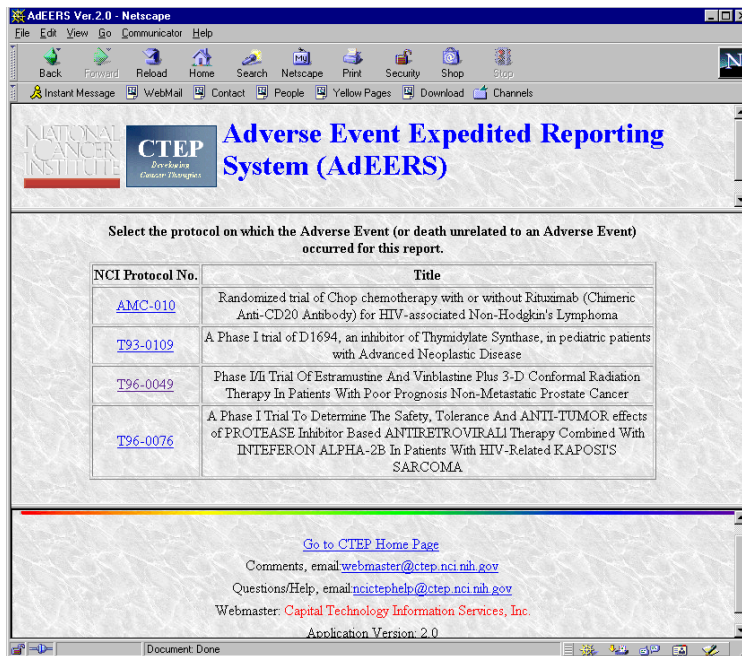 AdEERS Ver.2.0 - Netscape
File Edit View Go Communicator Help
Back Forward Reload Home Search Netscape Print Security Shop Stop
My
N
Instant Message WebMail Contact People Yellow Pages Download Channels
NATIONAL
CANCER
INSTITUTE
CTEP
Developing
Cancer Therapies
Adverse Event Expedited Reporting
System (AdEERS)
Select the protocol on which the Adverse Event (or death unrelated to an Adverse Event)
occurred for this report.
NCI Protocol No. Title
AMC-010
Randomized trial of Chop chemotherapy with or without Rituximab (Chimeric
Anti-CD20 Antibody) for HIV-associated Non-Hodgkin's Lymphoma
T93-0109
A Phase I trial of D1694, an inhibitor of Thymidylate Synthase, in pediatric patients
with Advanced Neoplastic Disease
T96-0049
Phase I/Ii Trial Of Estramustine And Vinblastine Plus 3-D Conformal Radiation
Therapy In Patients With Poor Prognosis Non-Metastatic Prostate Cancer
T96-0076
A Phase I Trial To Determine The Safety, Tolerance And ANTI-TUMOR effects
of PROTEASE Inhibitor Based ANTIRETROVIRALl Therapy Combined With
INTEFERON ALPHA-2B In Patients With HIV-Related KAPOSI'S
SARCOMA
Go to CTEP Home Page
Comments, email:webmaster@ctep.nci.nih.gov
Questions/Help, email:ncictephelp@ctep.nci.nih.gov
Webmaster: Capital Technology Information Services, Inc.
Application Version: 2.0
Document: Done